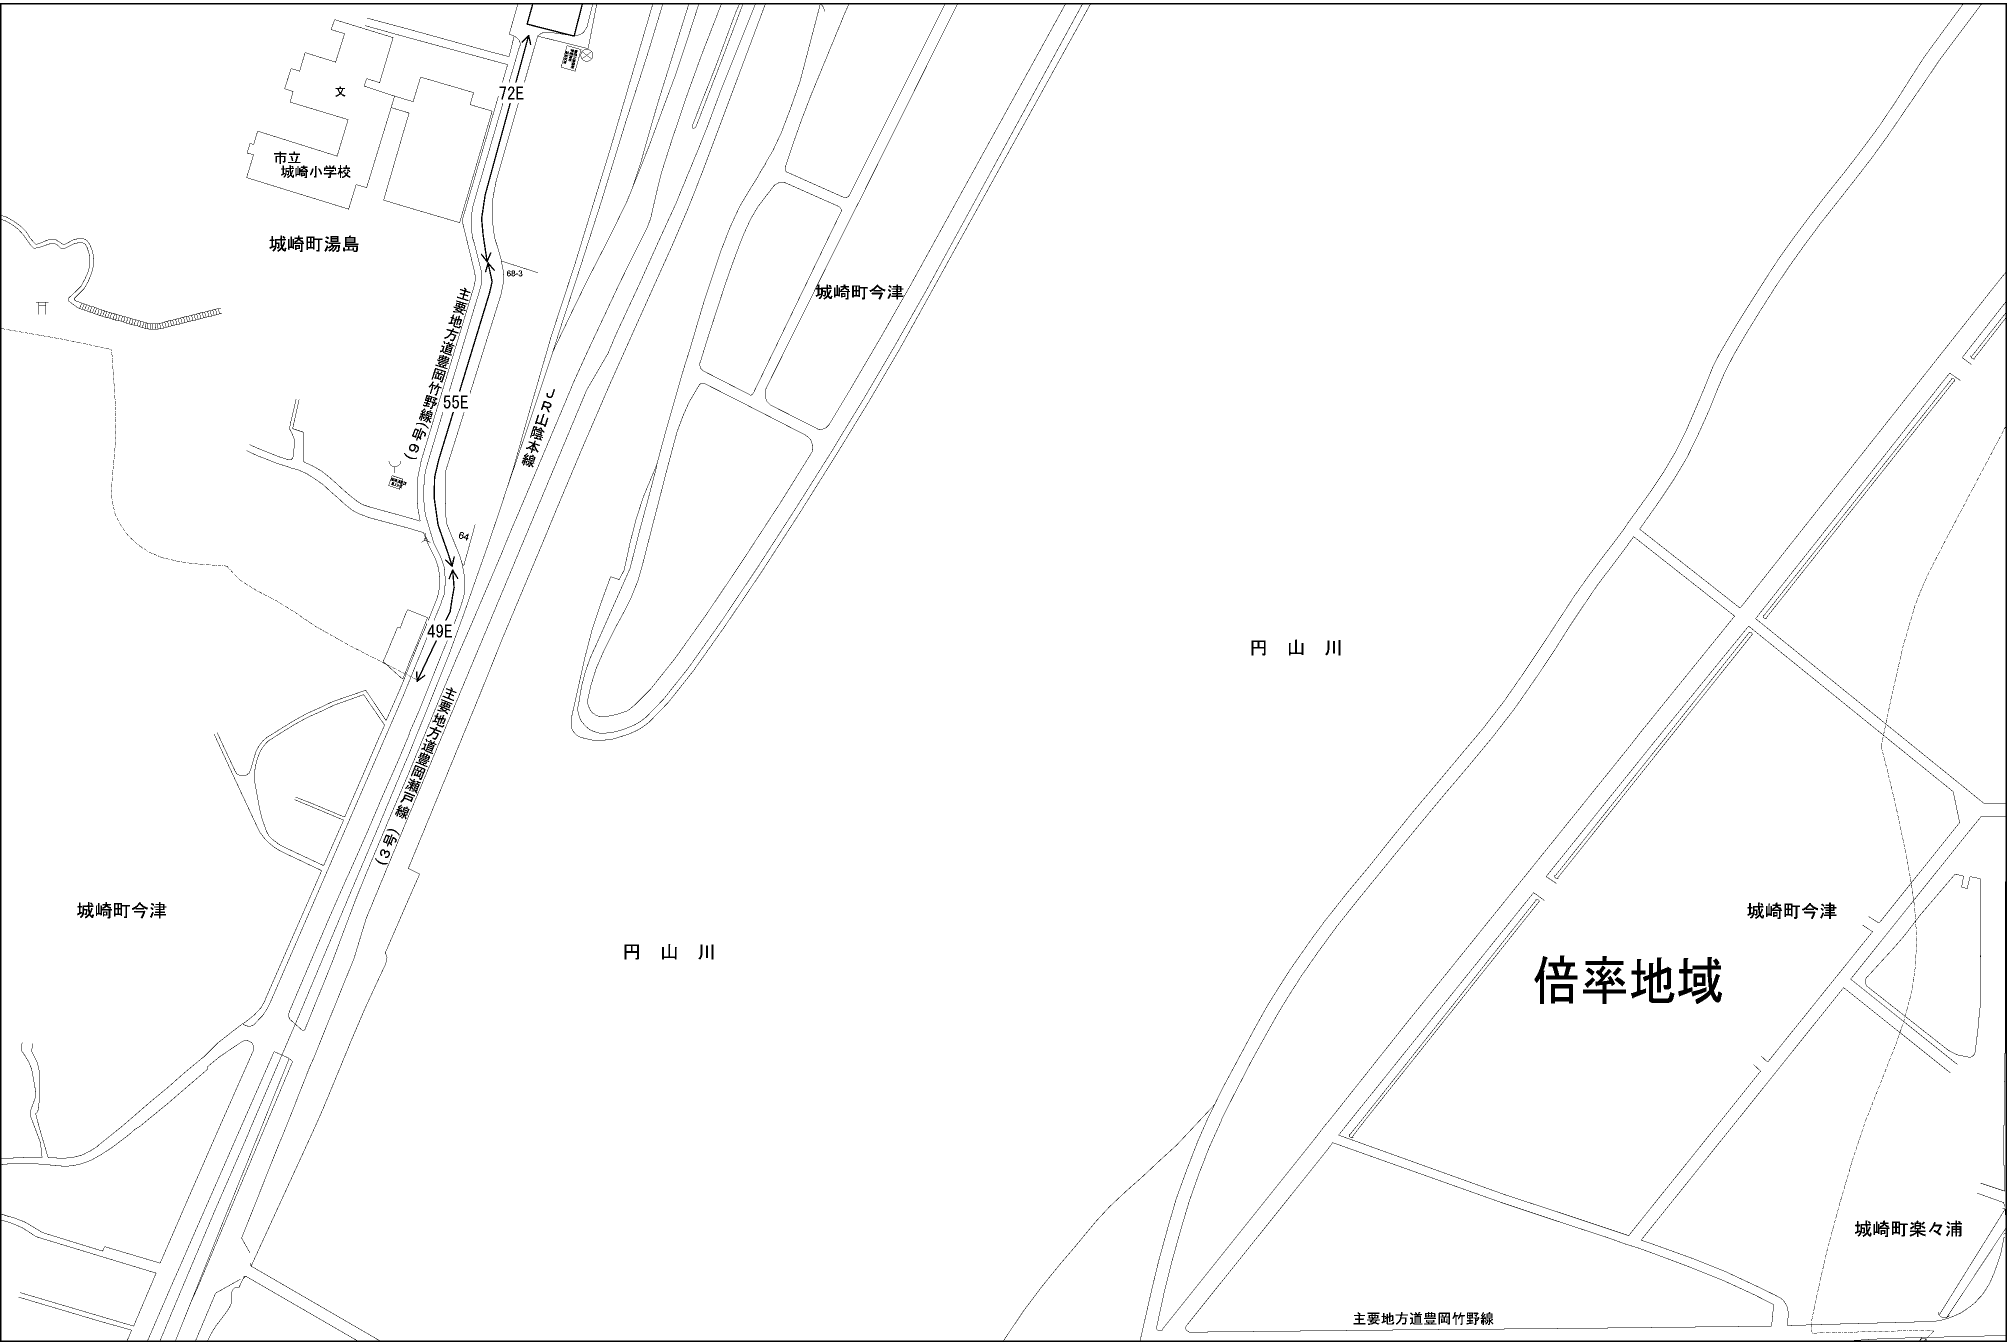 72E
文
市立
城崎小学校
城崎町湯島
68-3
城崎町今津
主要地方道豊岡竹野線
(9号)
55E
JR山陰本線
64
49E
円山川
主要地方道豊岡瀬戸線
(3号)
城崎町今津
城崎町今津
円山川
倍率地域
城崎町楽々浦
主要地方道豊岡竹野線